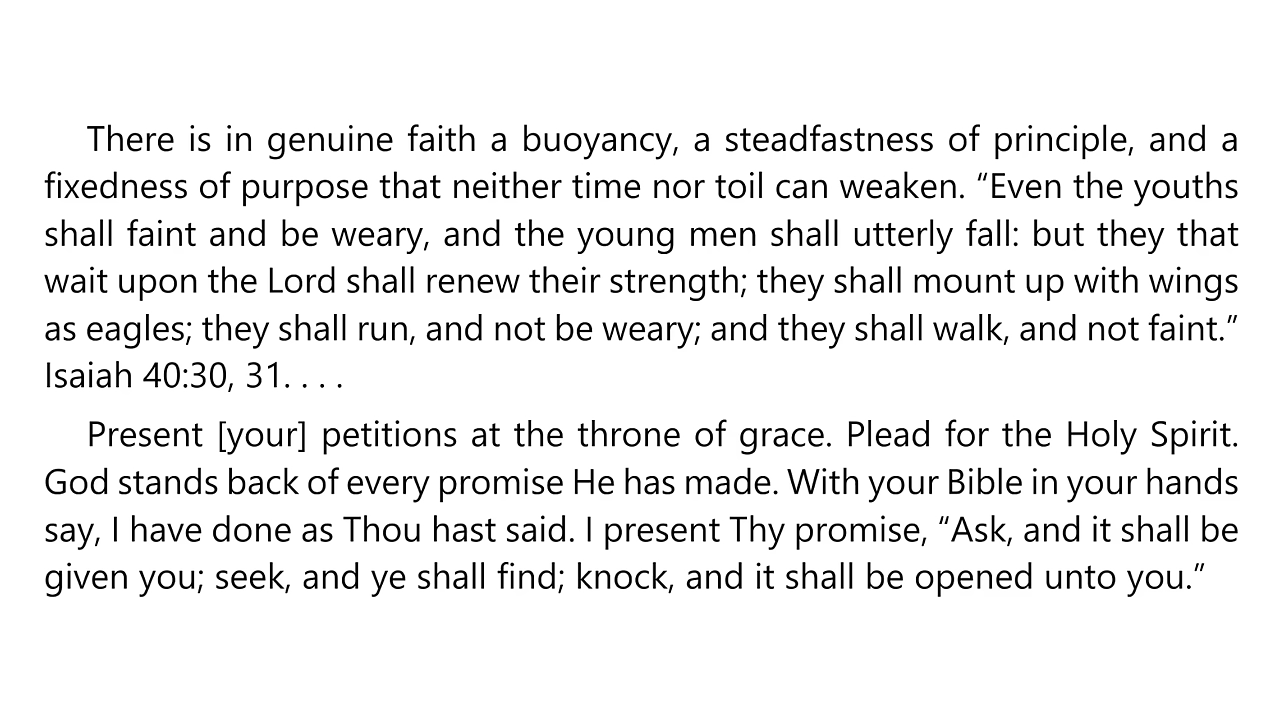 There is in genuine faith a buoyancy, a steadfastness of principle, and a
fixedness of purpose that neither time nor toil can weaken. “Even the youths
shall faint and be weary, and the young men shall utterly fall: but they that
wait upon the Lord shall renew their strength; they shall mount up with wings
as eagles; they shall run, and not be weary; and they shall walk, and not faint.”
Isaiah 40:30, 31. . . .
Present [your] petitions at the throne of grace. Plead for the Holy Spirit.
God stands back of every promise He has made. With your Bible in your hands
say, I have done as Thou hast said. I present Thy promise, “Ask, and it shall be
given you; seek, and ye shall find; knock, and it shall be opened unto you.”